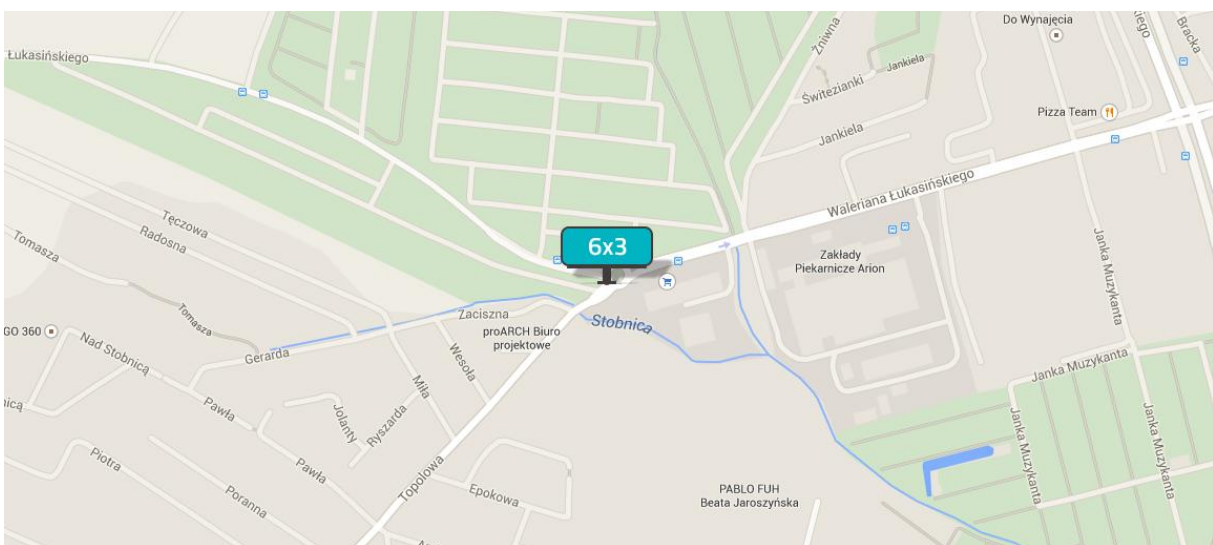 Do Wynajęcia
Bracka
Żniwna
Łukasińskiego
Jankiela
Świtezianki
Pizza Team
Jankiela
Waleriana Łukasińskiego
Tęczowa
Radosna
Tomasza
6x3
Zakłady
Piekarnicze Arion
Janka Muzykanta
Tomasza
Zaciszna
Stobnica
GO 360
proARCH Biuro
projektowe
Nad Stobnicą
Gerarda
Wesoła
Janka Muzykanta
Miła
Pawła
Jolanty
Ryszarda
Janka Muzykanta
Janka Muzykanta
Piotra
Pawła
Topolowa
Poranna
Epokowa
PABLO FUH
Beata Jaroszyńska